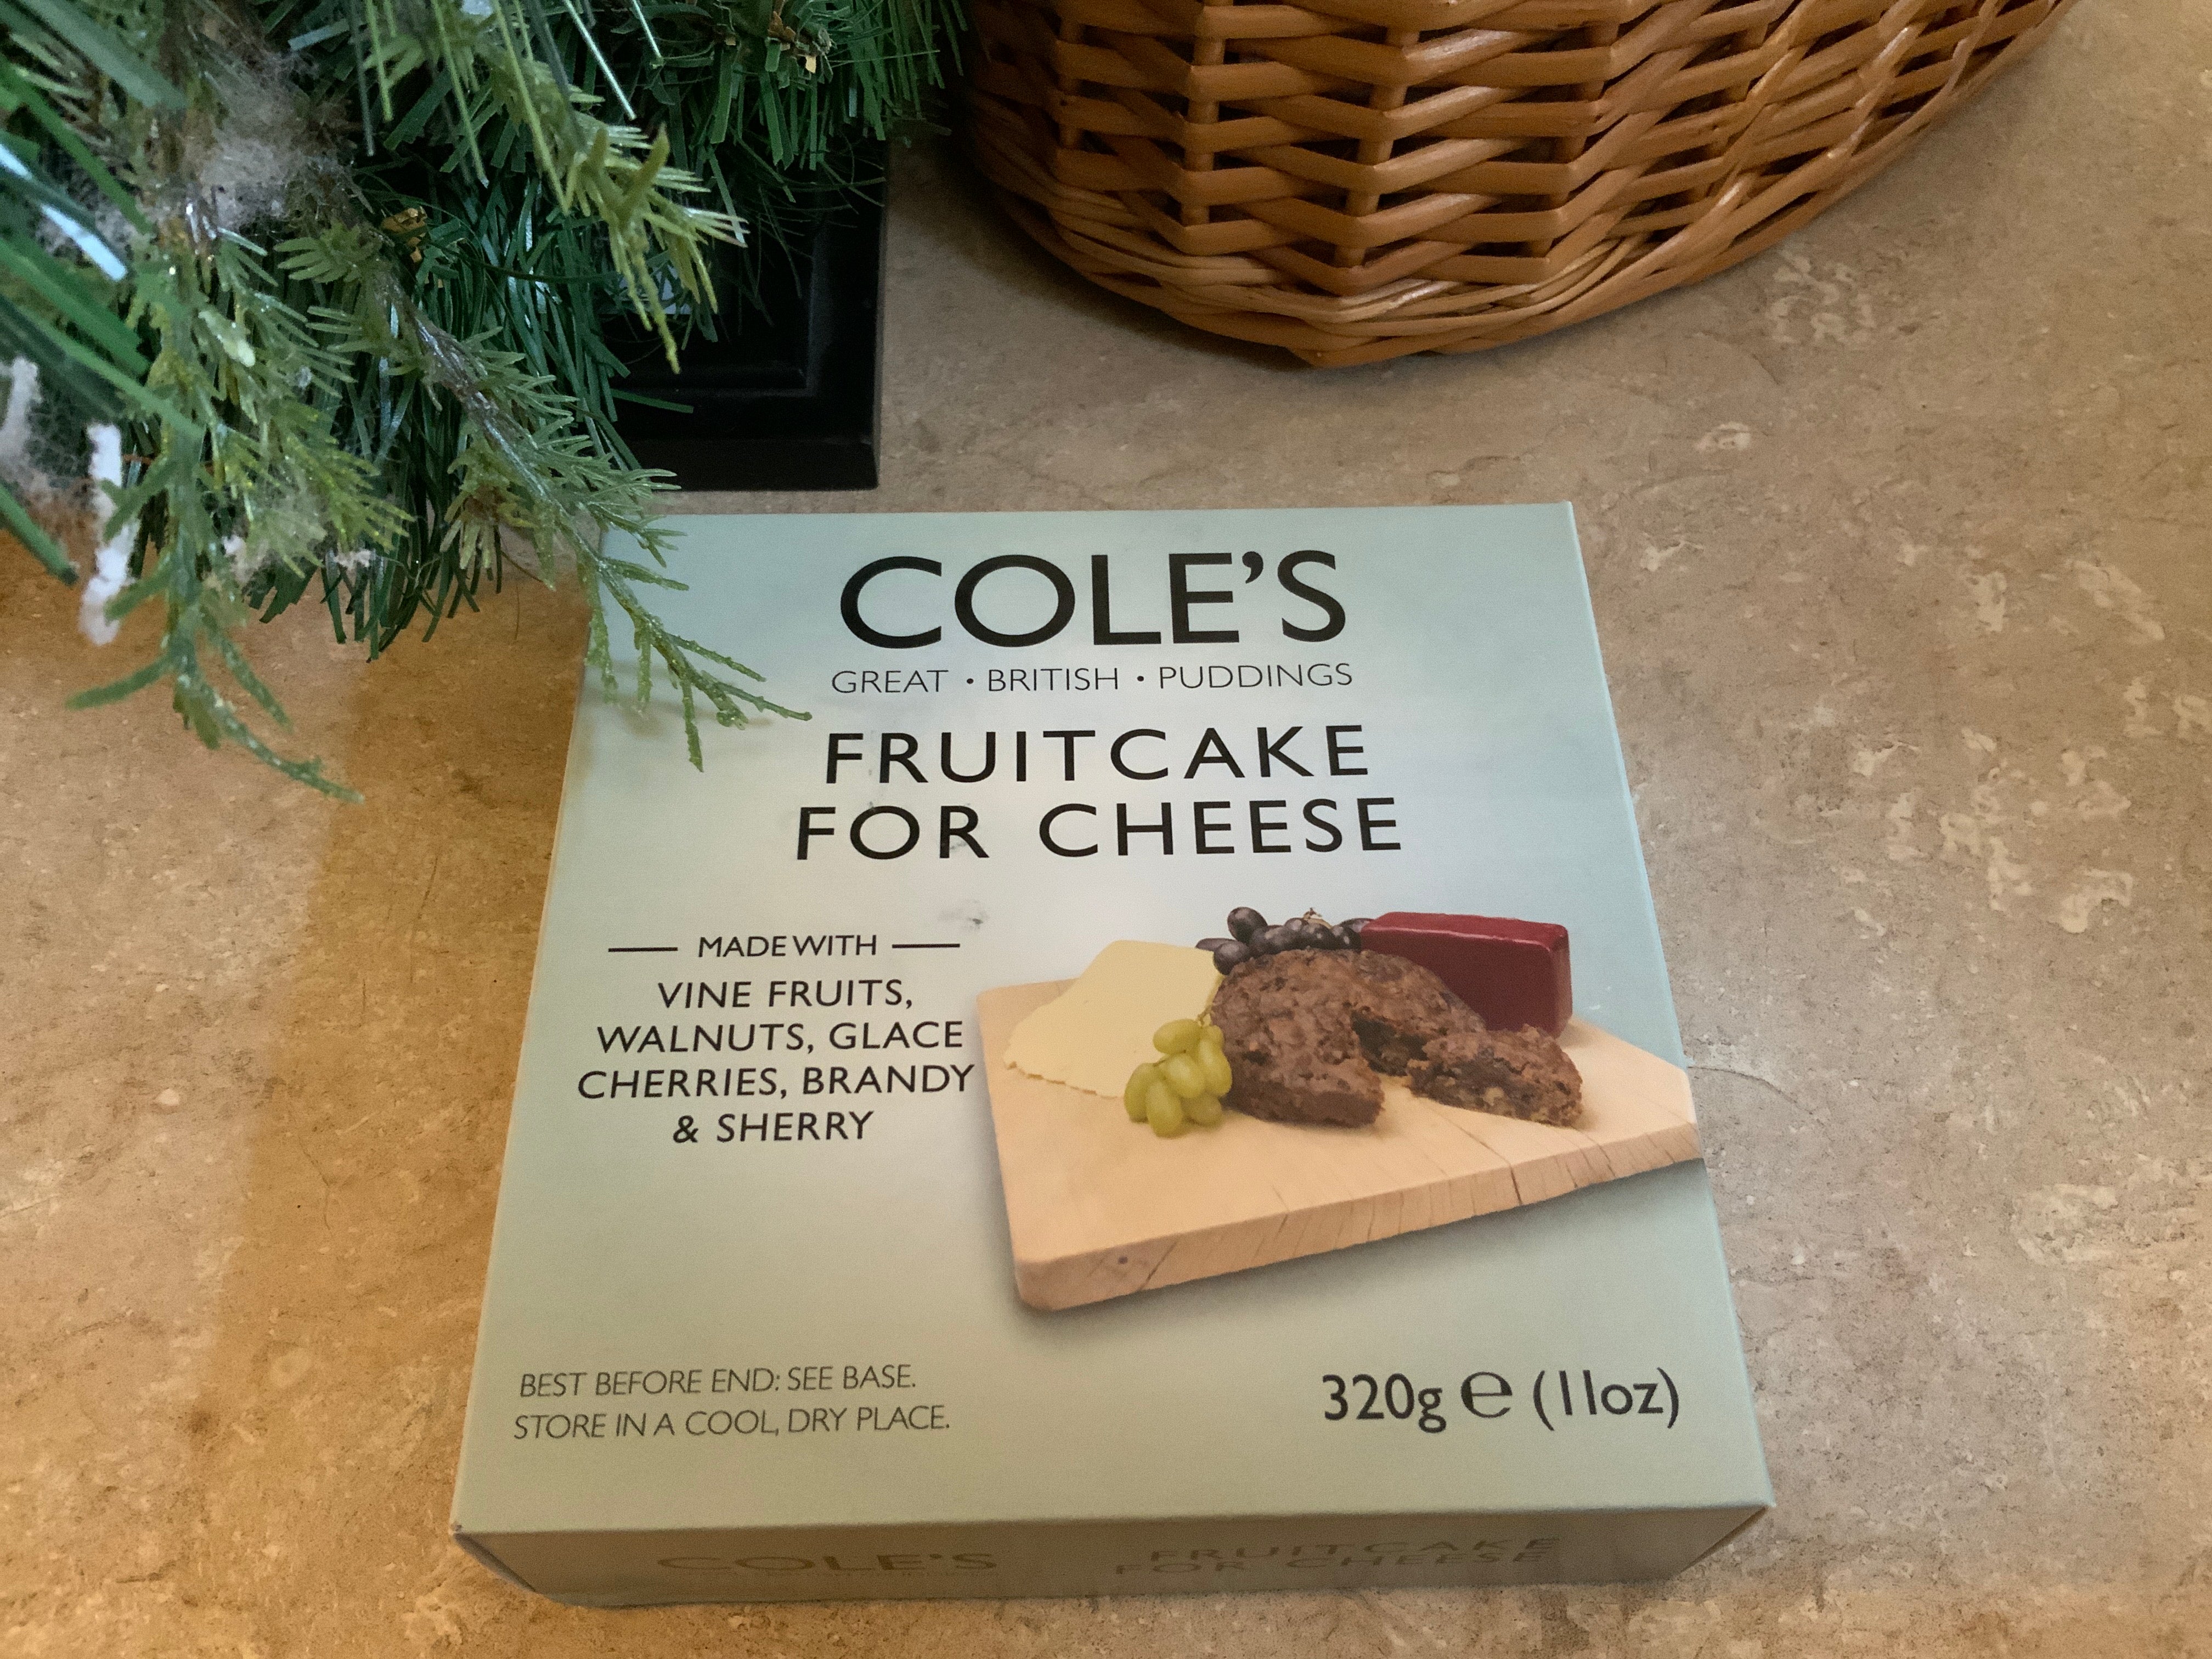 COLE'S
GREAT • BRITISH • PUDDINGS
FRUITCAKE
FOR CHEESE
MADE WITH
VINE FRUITS,
WALNUTS, GLACE
CHERRIES, BRANDY
& SHERRY
BEST BEFORE END: SEE BASE.
STORE IN A COOL, DRY PLACE.
320g ℮ (11oz)
COLE'S
FRUITCAKE
FOR CHEESE